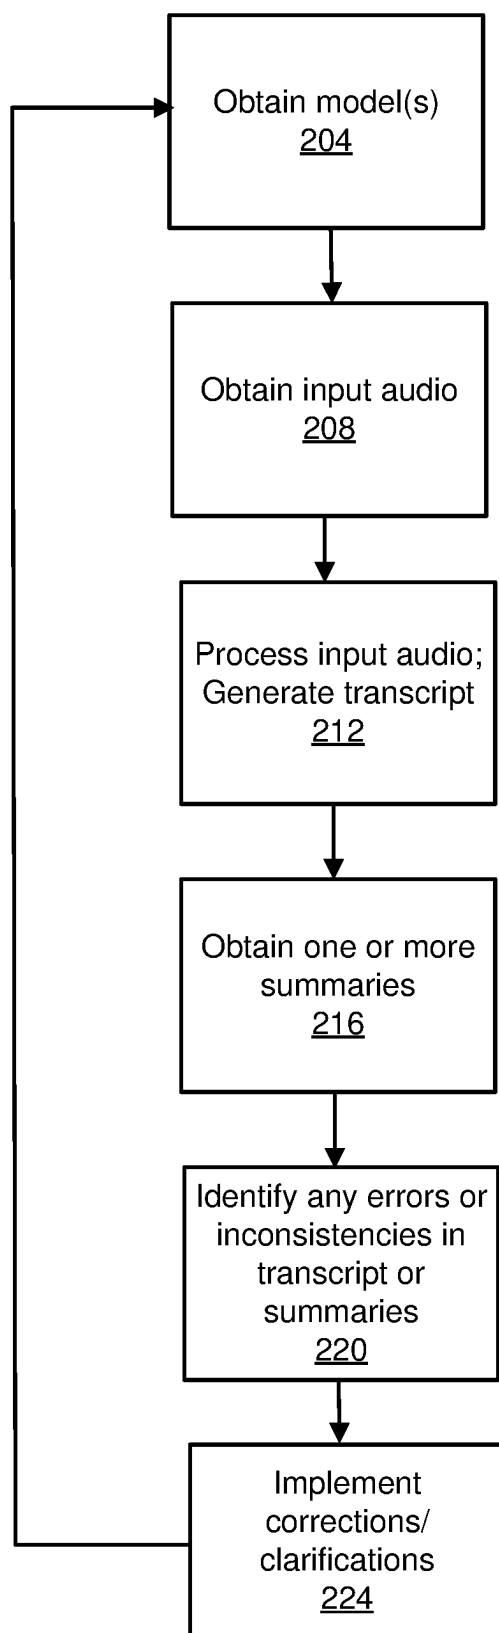 Obtain model(s)
204
Obtain input audio
208
Process input audio;
Generate transcript
212
Obtain one or more
summaries
216
Identify any errors or
inconsistencies in
transcript or
summaries
220
Implement
corrections/
clarifications
224